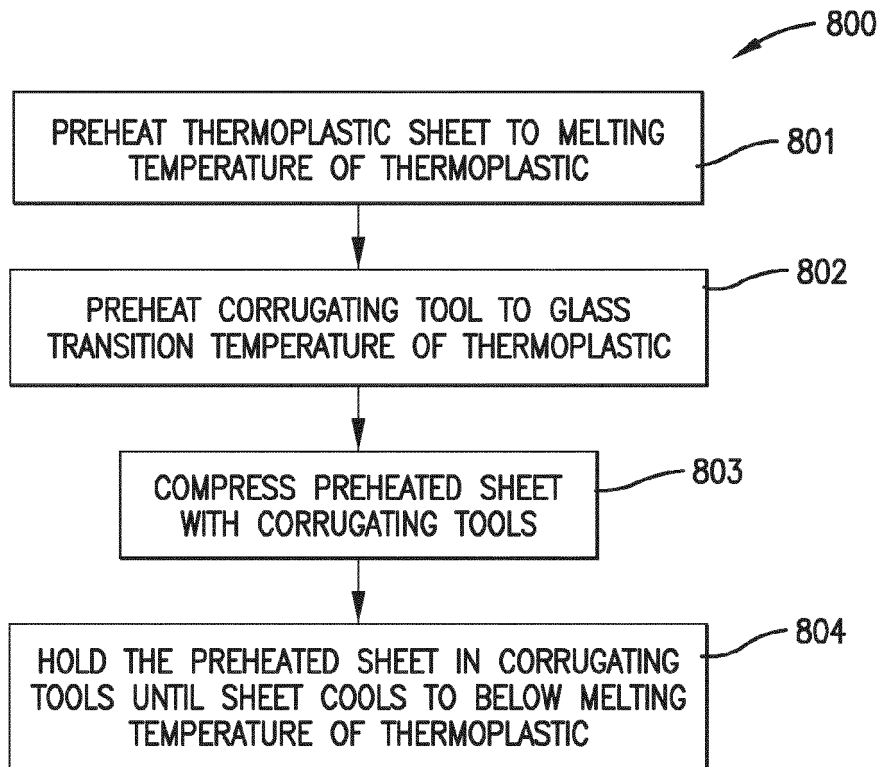 800
PREHEAT THERMOPLASTIC SHEET TO MELTING
TEMPERATURE OF THERMOPLASTIC
801
PREHEAT CORRUGATING TOOL TO GLASS
TRANSITION TEMPERATURE OF THERMOPLASTIC
802
COMPRESS PREHEATED SHEET
WITH CORRUGATING TOOLS
803
HOLD THE PREHEATED SHEET IN CORRUGATING
TOOLS UNTIL SHEET COOLS TO BELOW MELTING
TEMPERATURE OF THERMOPLASTIC
804